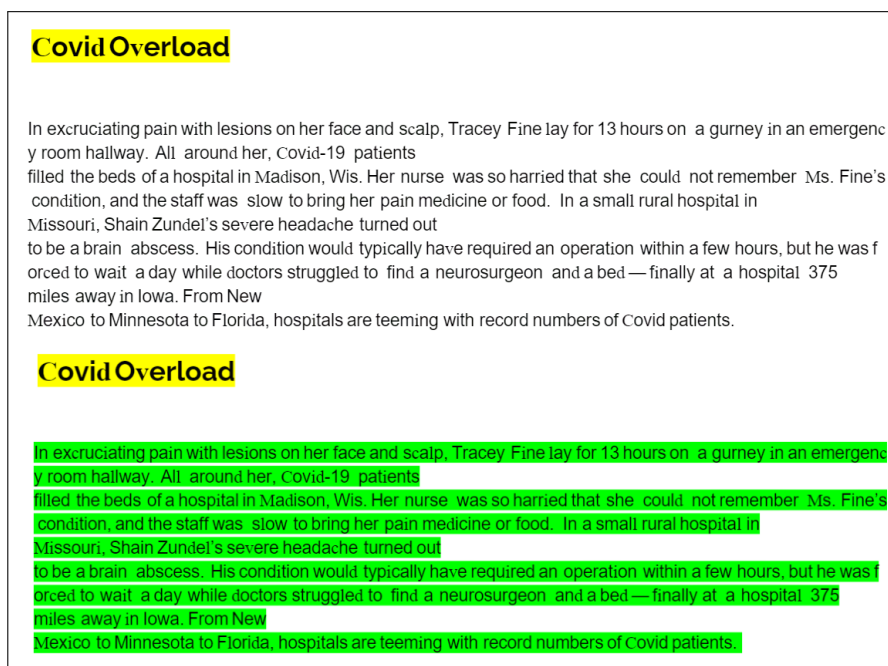 Covid Overload
In excruciating pain with lesions on her face and scalp, Tracey Fine lay for 13 hours on a gurney in an emergenc
y room hallway. All around her, Covid-19 patients
filled the beds of a hospital in Madison, Wis. Her nurse was so harried that she could not remember Ms. Fine's
condition, and the staff was slow to bring her pain medicine or food. In a small rural hospital in
Missouri, Shain Zundel's severe headache turned out
to be a brain abscess. His condition would typically have required an operation within a few hours, but he was f
orced to wait a day while doctors struggled to find a neurosurgeon and a bed — finally at a hospital 375
miles away in Iowa. From New
Mexico to Minnesota to Florida, hospitals are teeming with record numbers of Covid patients.
Covid Overload
In excruciating pain with lesions on her face and scalp, Tracey Fine lay for 13 hours on a gurney in an emergenc
y room hallway. All around her, Covid-19 patients
filled the beds of a hospital in Madison, Wis. Her nurse was so harried that she could not remember Ms. Fine's
condition, and the staff was slow to bring her pain medicine or food. In a small rural hospital in
Missouri, Shain Zundel's severe headache turned out
to be a brain abscess. His condition would typically have required an operation within a few hours, but he was f
orced to wait a day while doctors struggled to find a neurosurgeon and a bed — finally at a hospital 375
miles away in Iowa. From New
Mexico to Minnesota to Florida, hospitals are teeming with record numbers of Covid patients.